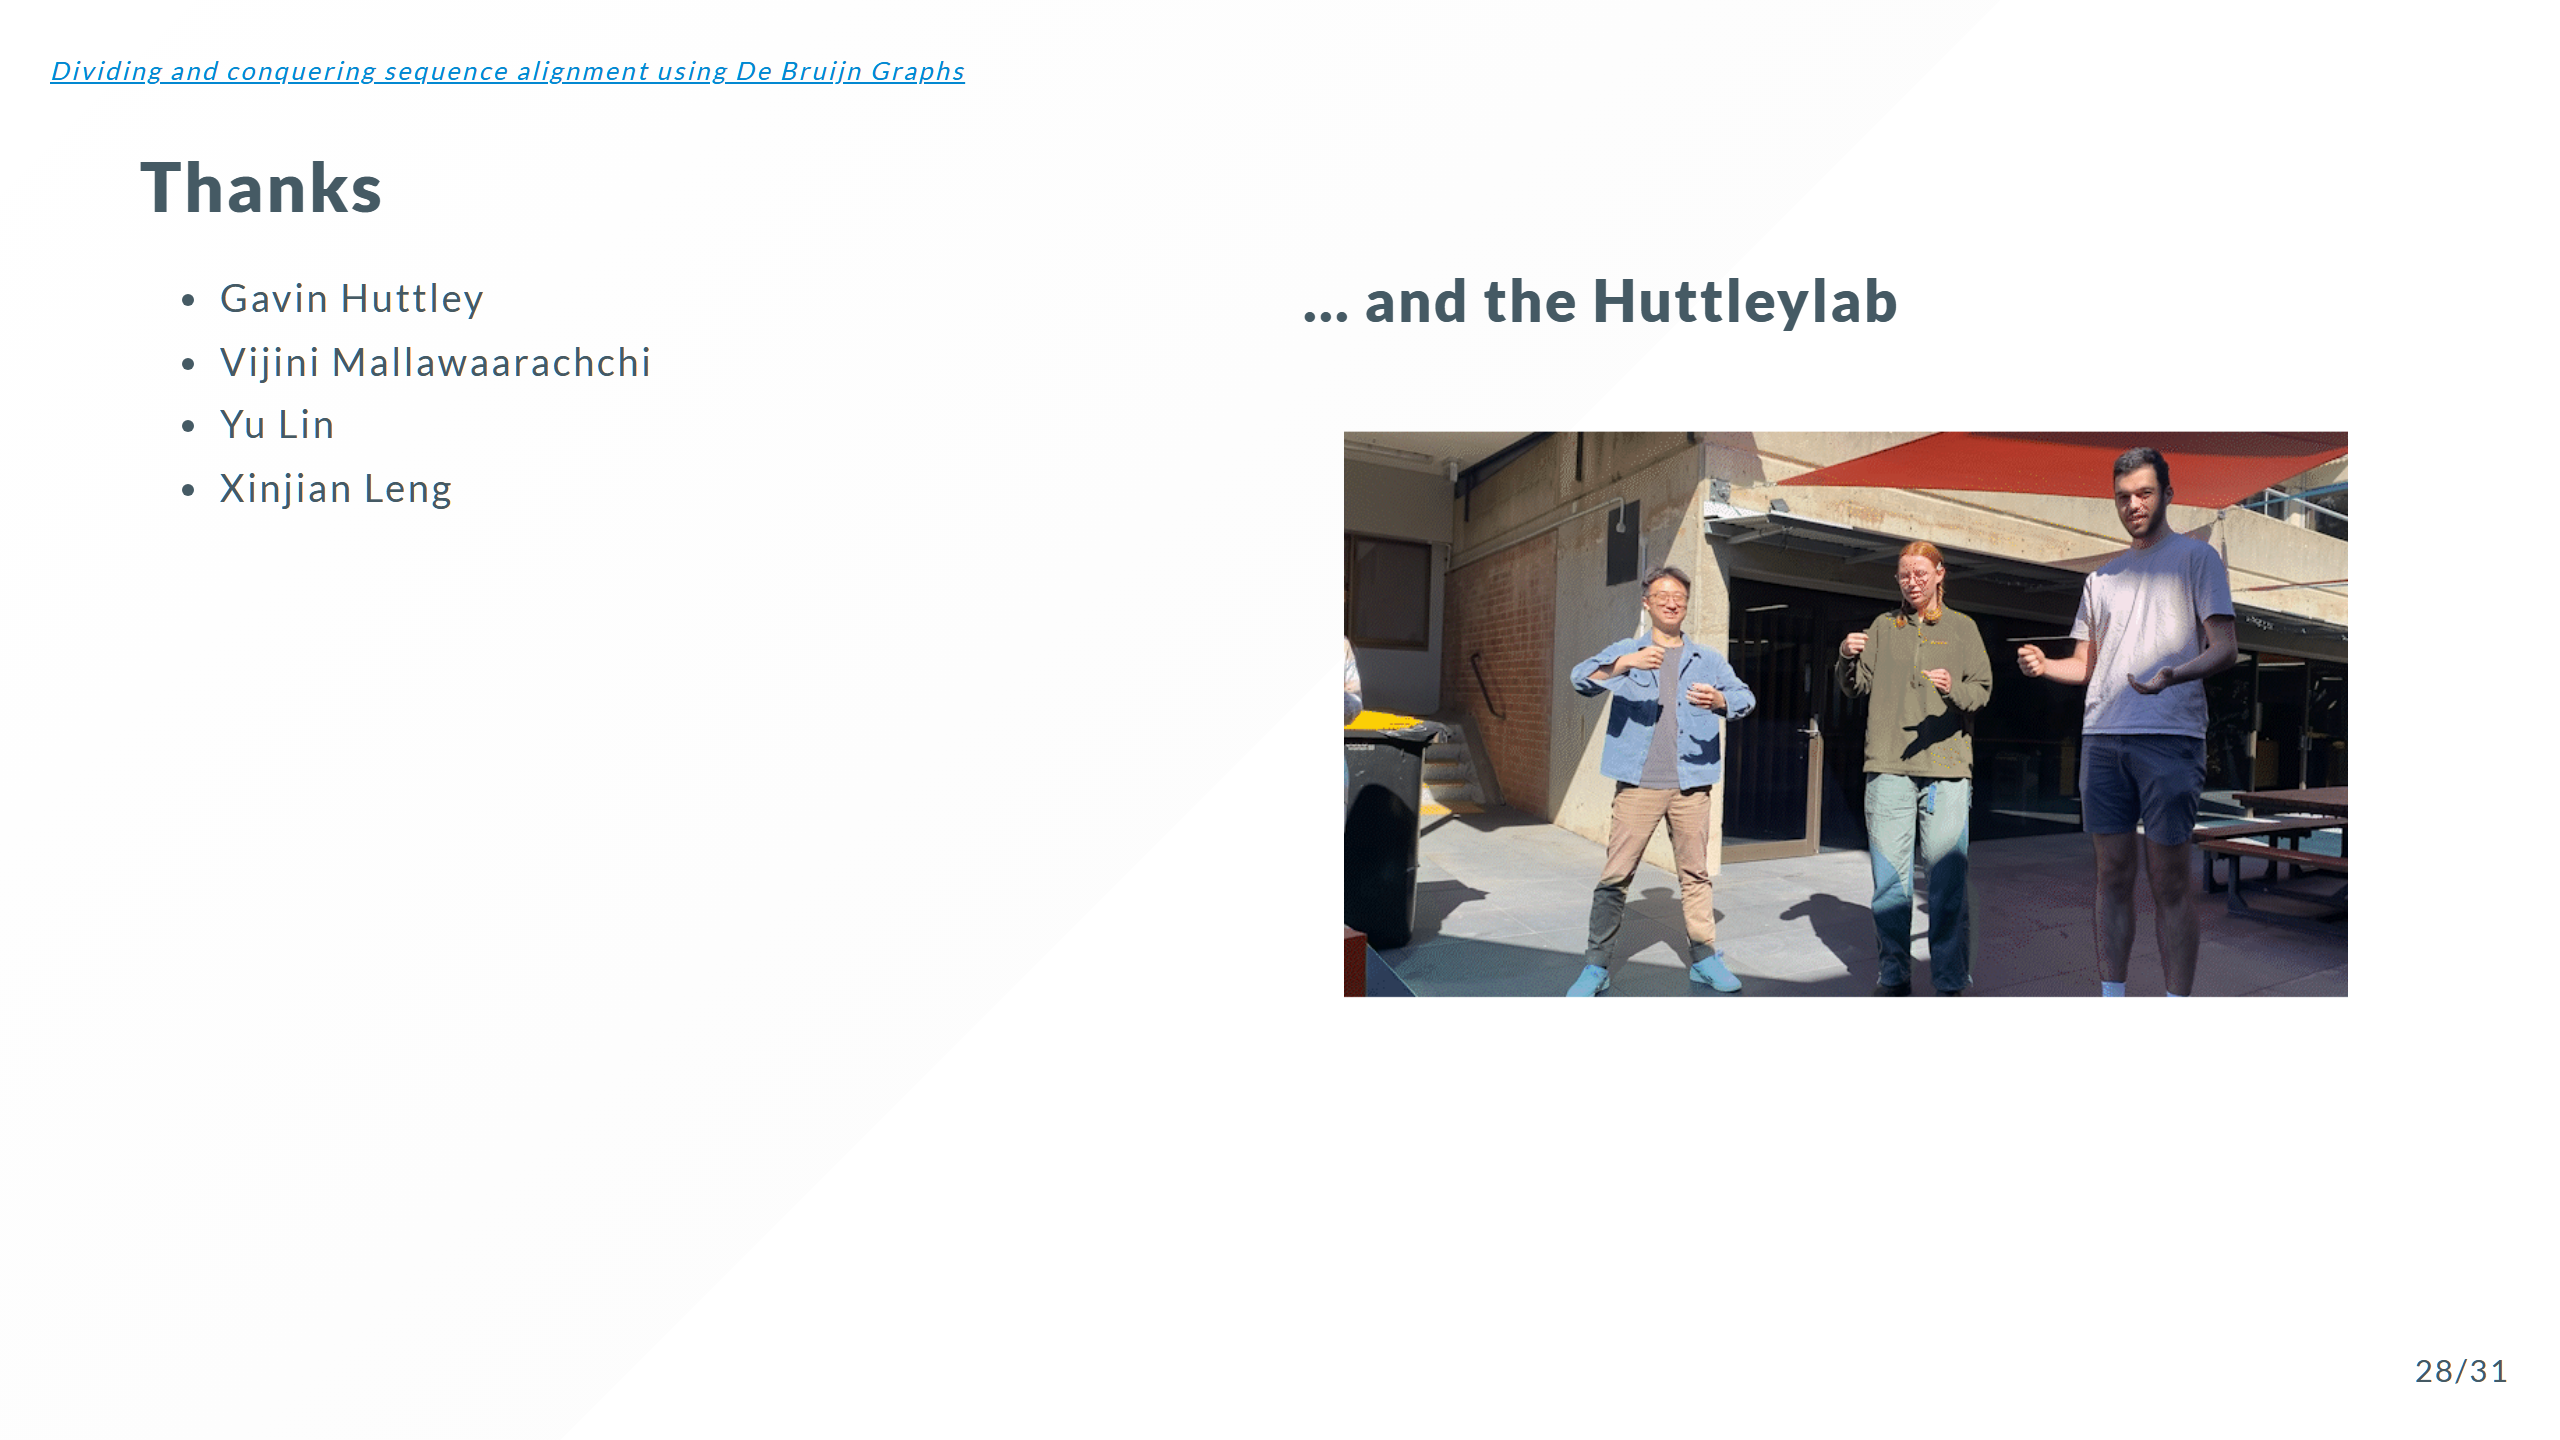 Dividing and conquering sequence alignment using De Bruijn Graphs
Thanks
• Gavin Huttley
• Vijini Mallawaarachchi
• Yu Lin
• Xinjian Leng
... and the Huttleylab
28/31